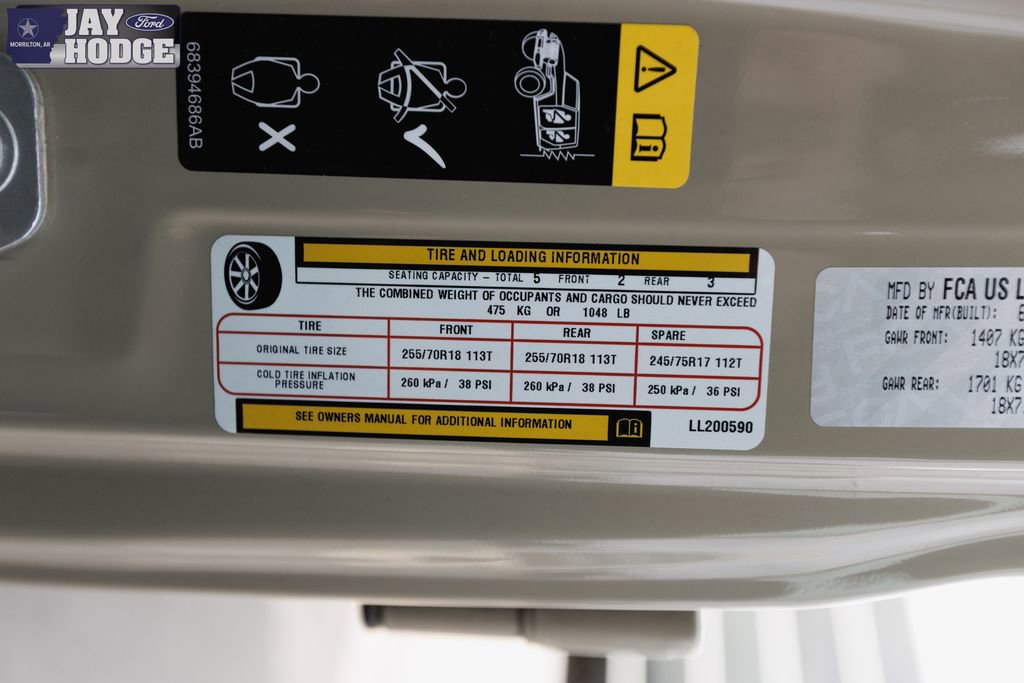 JAY
Ford
MORRILTON, AR
HODGE
68394686AB
TIRE AND LOADING INFORMATION
SEATING CAPACITY – TOTAL 5 FRONT 2 REAR 3
THE COMBINED WEIGHT OF OCCUPANTS AND CARGO SHOULD NEVER EXCEED
475 KG OR 1048 LB
TIRE FRONT REAR SPARE
ORIGINAL TIRE SIZE 255/70R18 113T 255/70R18 113T 245/75R17 112T
COLD TIRE INFLATION
PRESSURE 260 kPa / 38 PSI 260 kPa / 38 PSI 250 kPa / 36 PSI
SEE OWNERS MANUAL FOR ADDITIONAL INFORMATION
LL200590
MFD BY FCA US L
DATE OF MFR(BUILT): 6
GAWR FRONT: 1407 KG
18X7
GAWR REAR: 1701 KG
18X7.